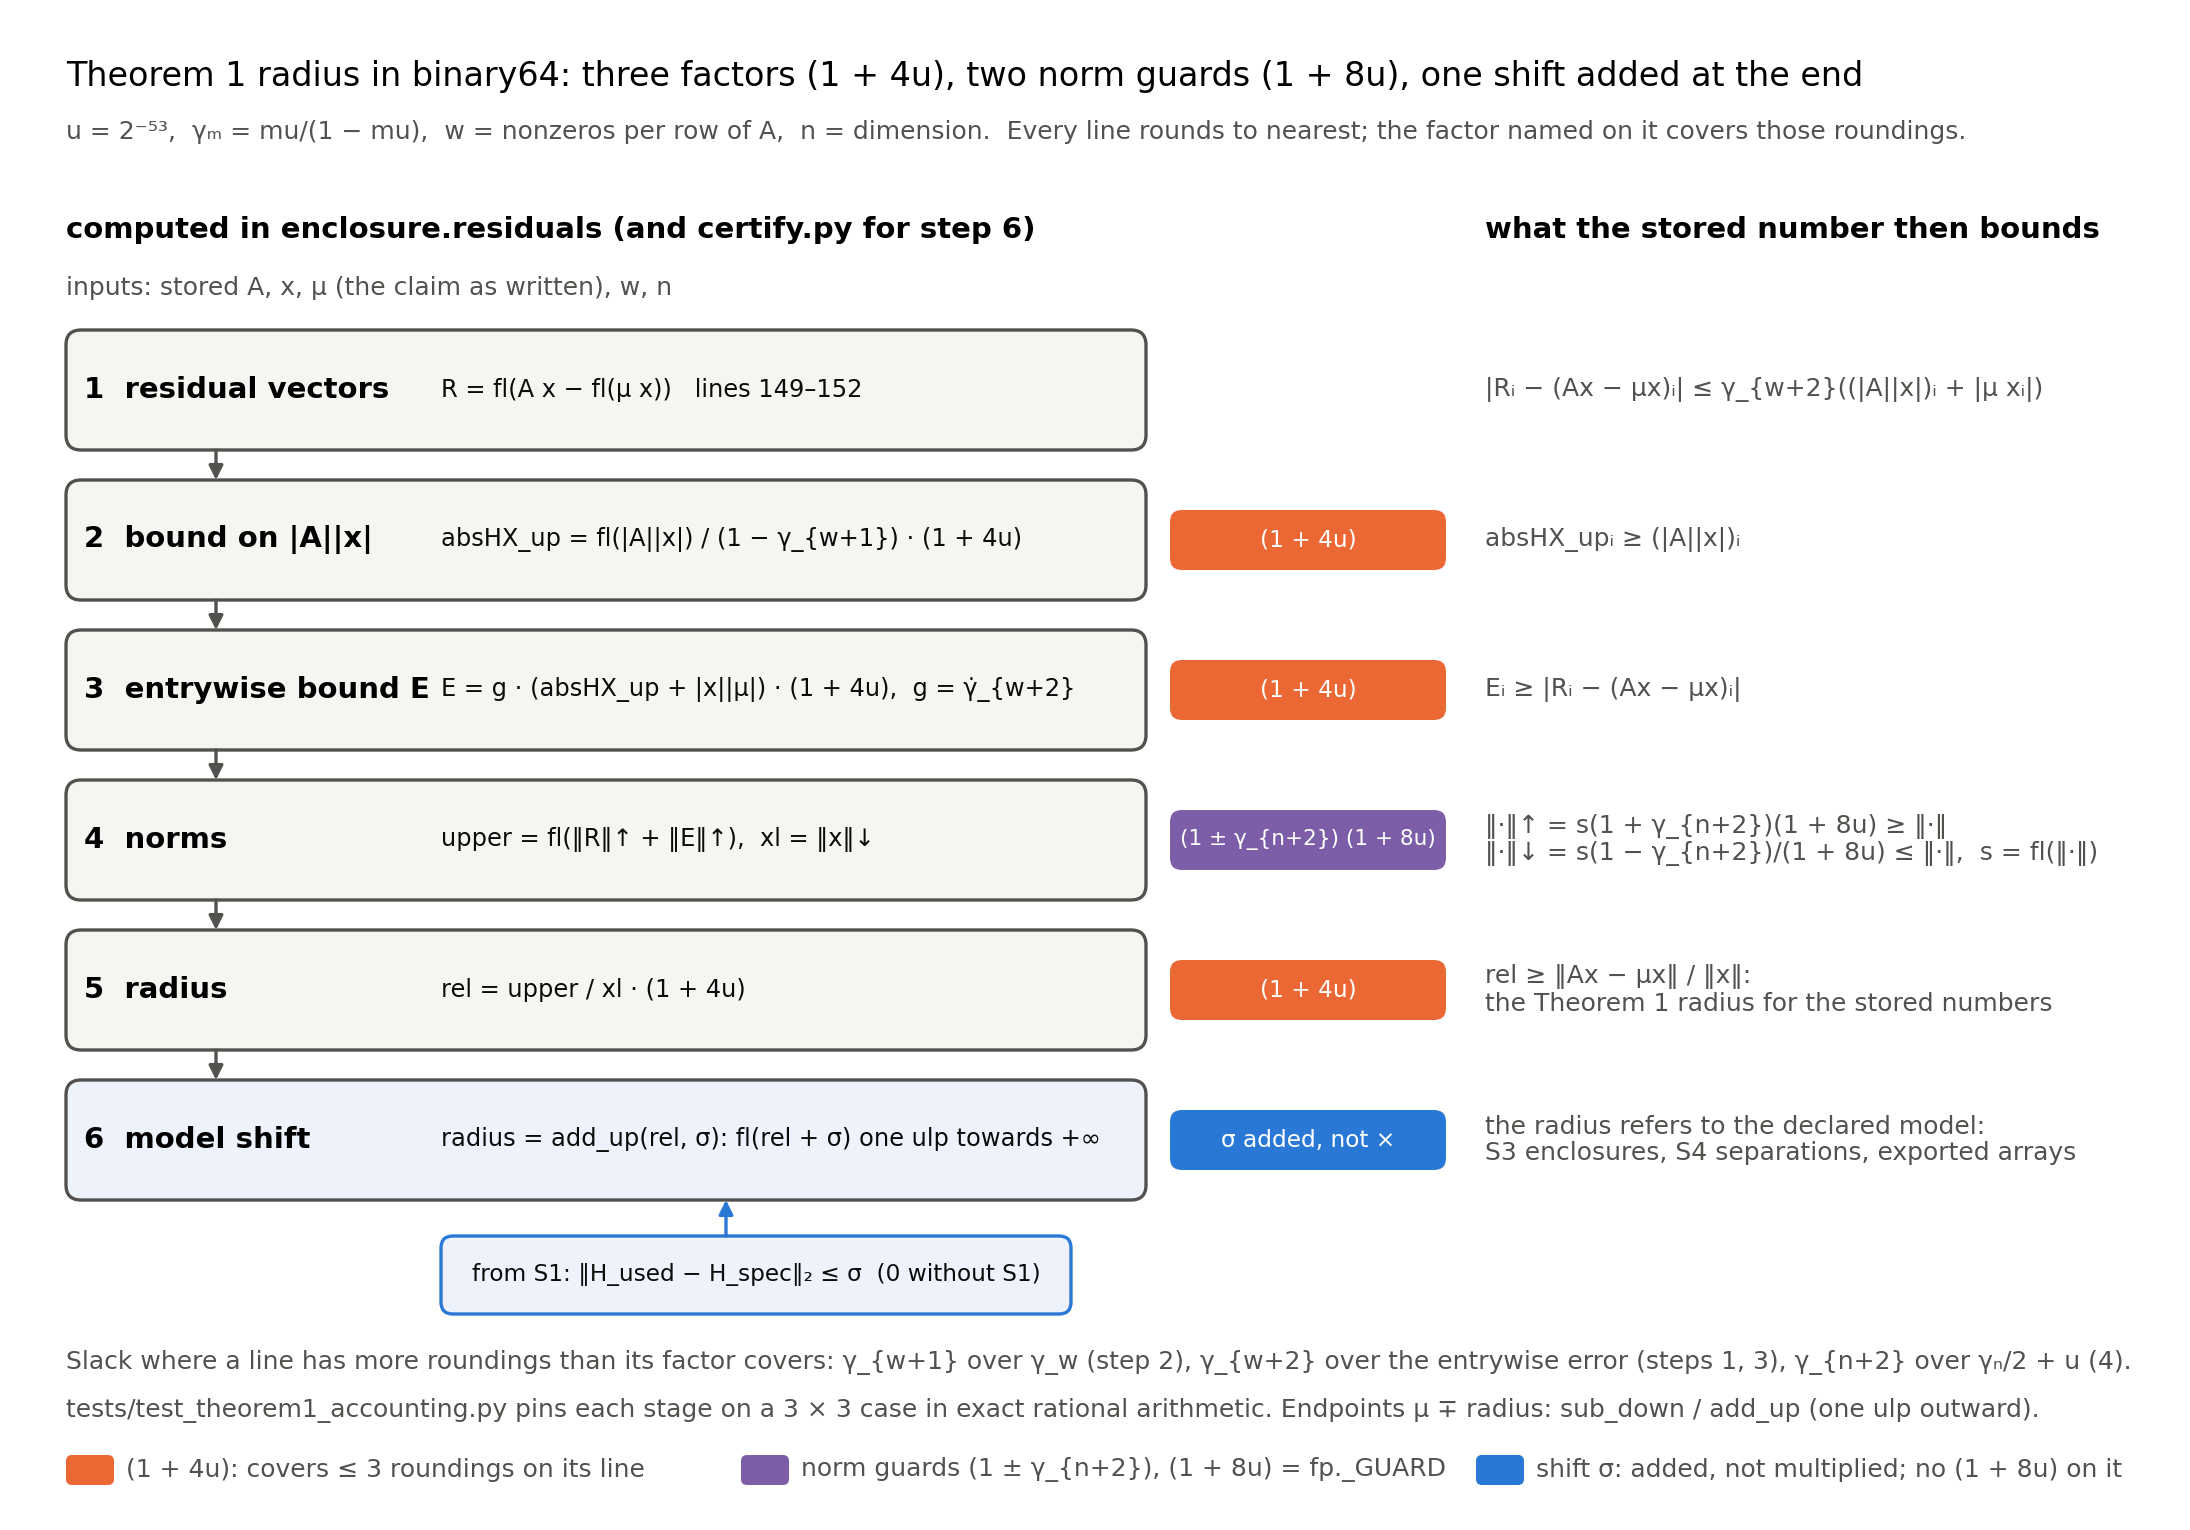 Theorem 1 radius in binary64: three factors (1 + 4u), two norm guards (1 + 8u), one shift added at the end
u = 2⁻⁵³,  γₘ = mu/(1 − mu),  w = nonzeros per row of A,  n = dimension.  Every line rounds to nearest; the factor named on it covers those roundings.
computed in enclosure.residuals (and certify.py for step 6)
what the stored number then bounds
inputs: stored A, x, μ (the claim as written), w, n
1  residual vectors
R = fl(A x − fl(μ x))   lines 149–152
|Rᵢ − (Ax − μx)ᵢ| ≤ γ_{w+2}((|A||x|)ᵢ + |μ xᵢ|)
2  bound on |A||x|
absHX_up = fl(|A||x|) / (1 − γ_{w+1}) · (1 + 4u)
(1 + 4u)
absHX_upᵢ ≥ (|A||x|)ᵢ
3  entrywise bound E
E = g · (absHX_up + |x||μ|) · (1 + 4u),  g = γ̇_{w+2}
(1 + 4u)
Eᵢ ≥ |Rᵢ − (Ax − μx)ᵢ|
4  norms
upper = fl(‖R‖↑ + ‖E‖↑),  xl = ‖x‖↓
(1 ± γ_{n+2}) (1 + 8u)
‖·‖↑ = s(1 + γ_{n+2})(1 + 8u) ≥ ‖·‖
‖·‖↓ = s(1 − γ_{n+2})/(1 + 8u) ≤ ‖·‖,  s = fl(‖·‖)
5  radius
rel = upper / xl · (1 + 4u)
(1 + 4u)
rel ≥ ‖Ax − μx‖ / ‖x‖:
the Theorem 1 radius for the stored numbers
6  model shift
radius = add_up(rel, σ): fl(rel + σ) one ulp towards +∞
σ added, not ×
the radius refers to the declared model:
S3 enclosures, S4 separations, exported arrays
from S1: ‖H_used − H_spec‖₂ ≤ σ  (0 without S1)
Slack where a line has more roundings than its factor covers: γ_{w+1} over γ_w (step 2), γ_{w+2} over the entrywise error (steps 1, 3), γ_{n+2} over γₙ/2 + u (4).
tests/test_theorem1_accounting.py pins each stage on a 3 × 3 case in exact rational arithmetic. Endpoints μ ∓ radius: sub_down / add_up (one ulp outward).
(1 + 4u): covers ≤ 3 roundings on its line
norm guards (1 ± γ_{n+2}), (1 + 8u) = fp._GUARD
shift σ: added, not multiplied; no (1 + 8u) on it